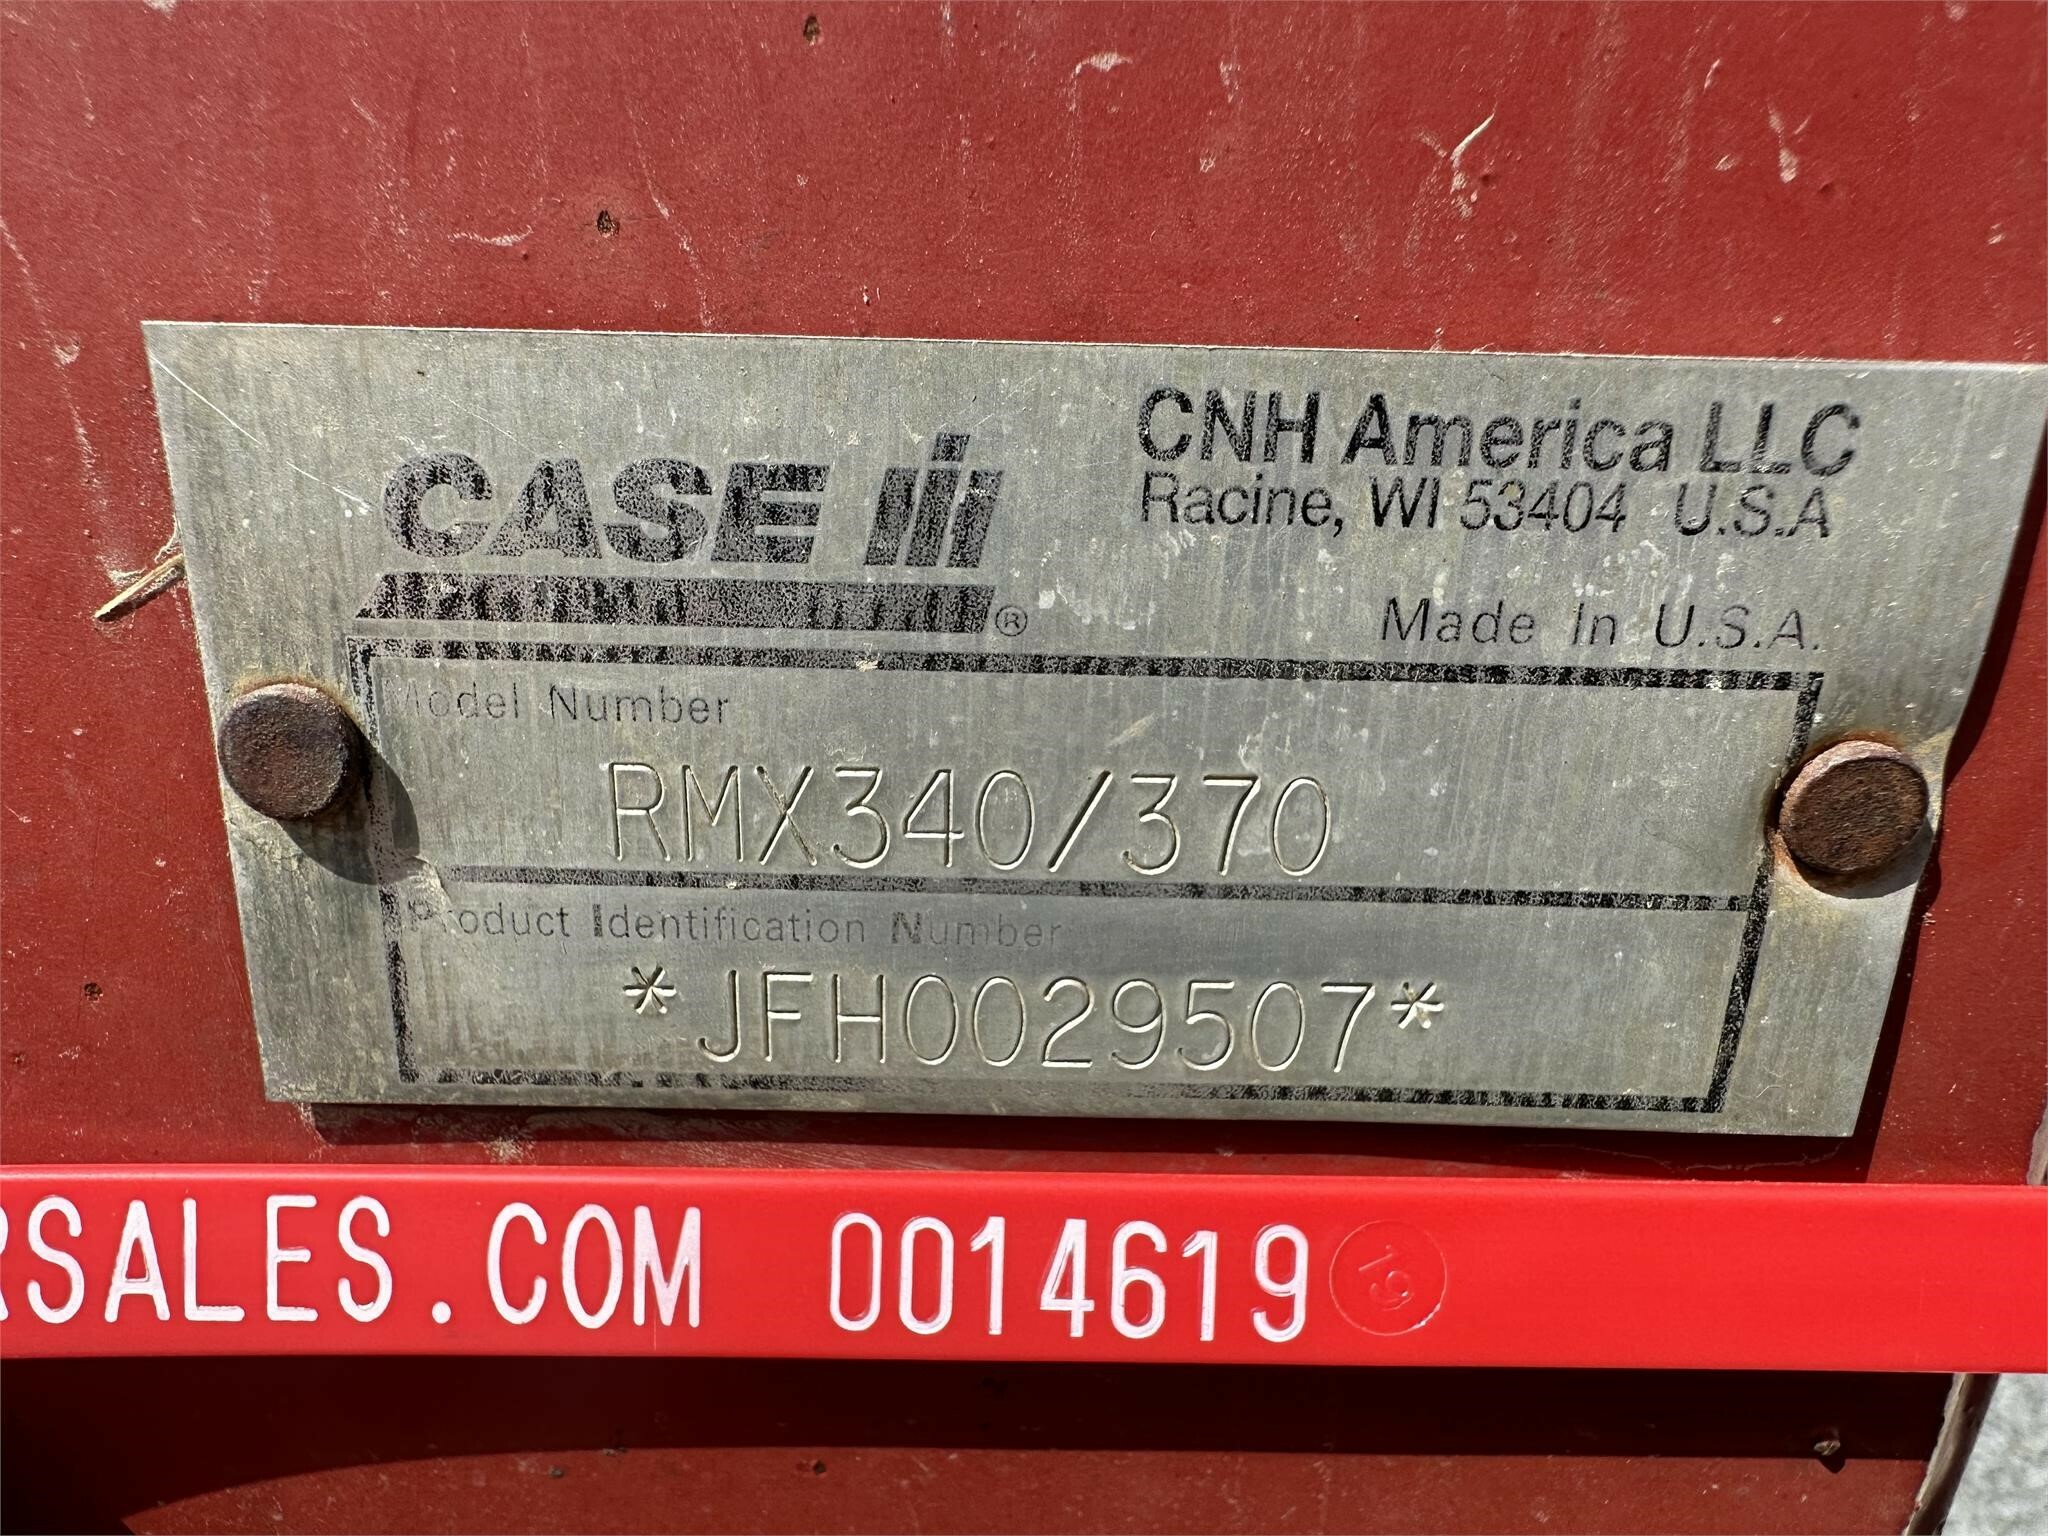 CASE IH
®
CNH America LLC
Racine, WI 53404 U.S.A
Made In U.S.A.
Model Number
RMX340/370
Product Identification Number
*JFH0029507*
RSALES.COM 0014619
19